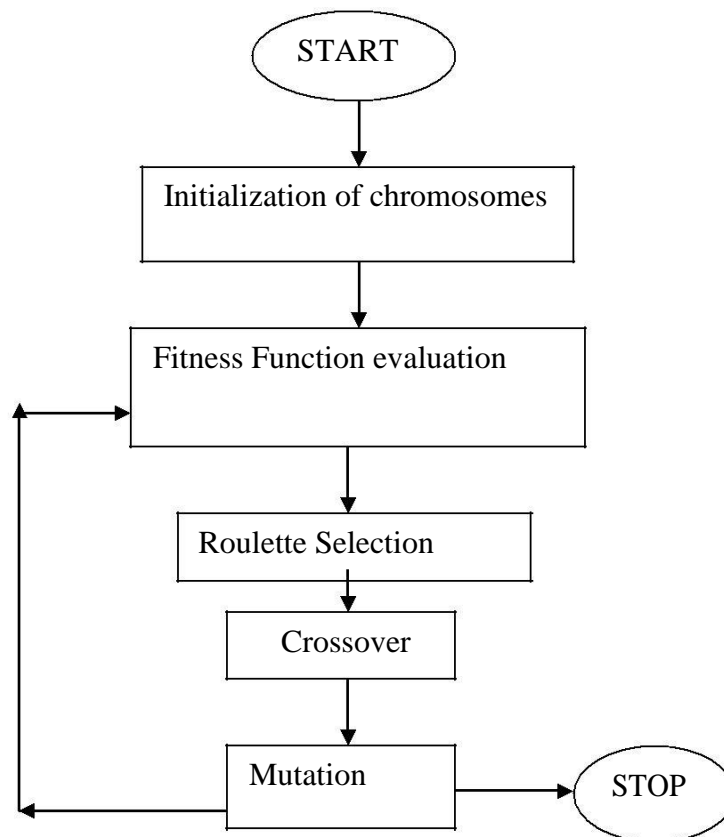 START
Initialization of chromosomes
Fitness Function evaluation
Roulette Selection
Crossover
Mutation
STOP